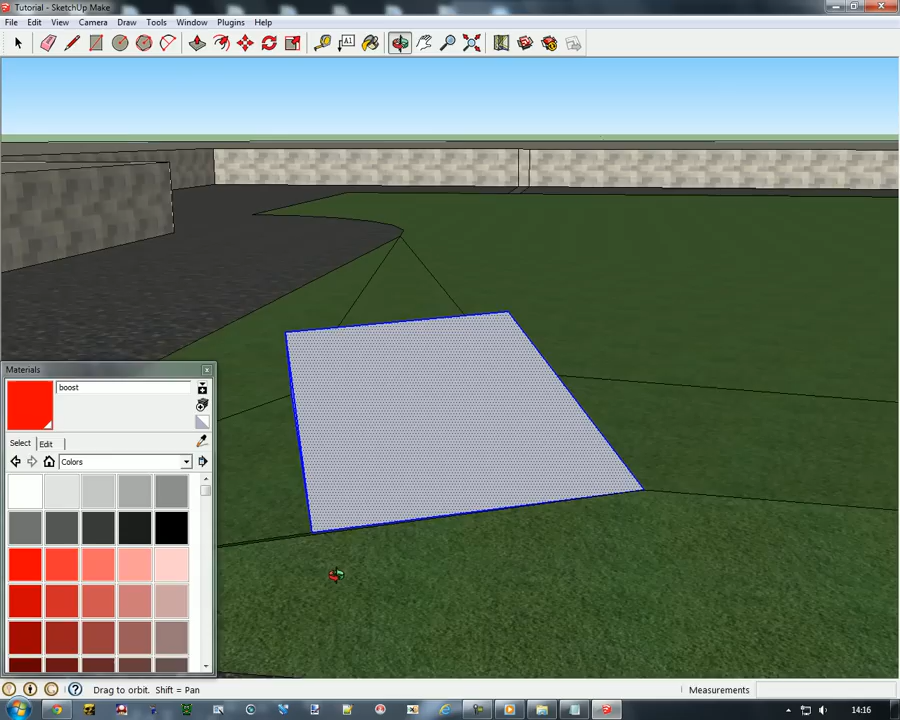 Tutorial - SketchUp Make
File Edit View Camera Draw Tools Window Plugins Help
A1
Materials
boost
Select Edit
Colors
Drag to orbit. Shift = Pan
Measurements
14:16